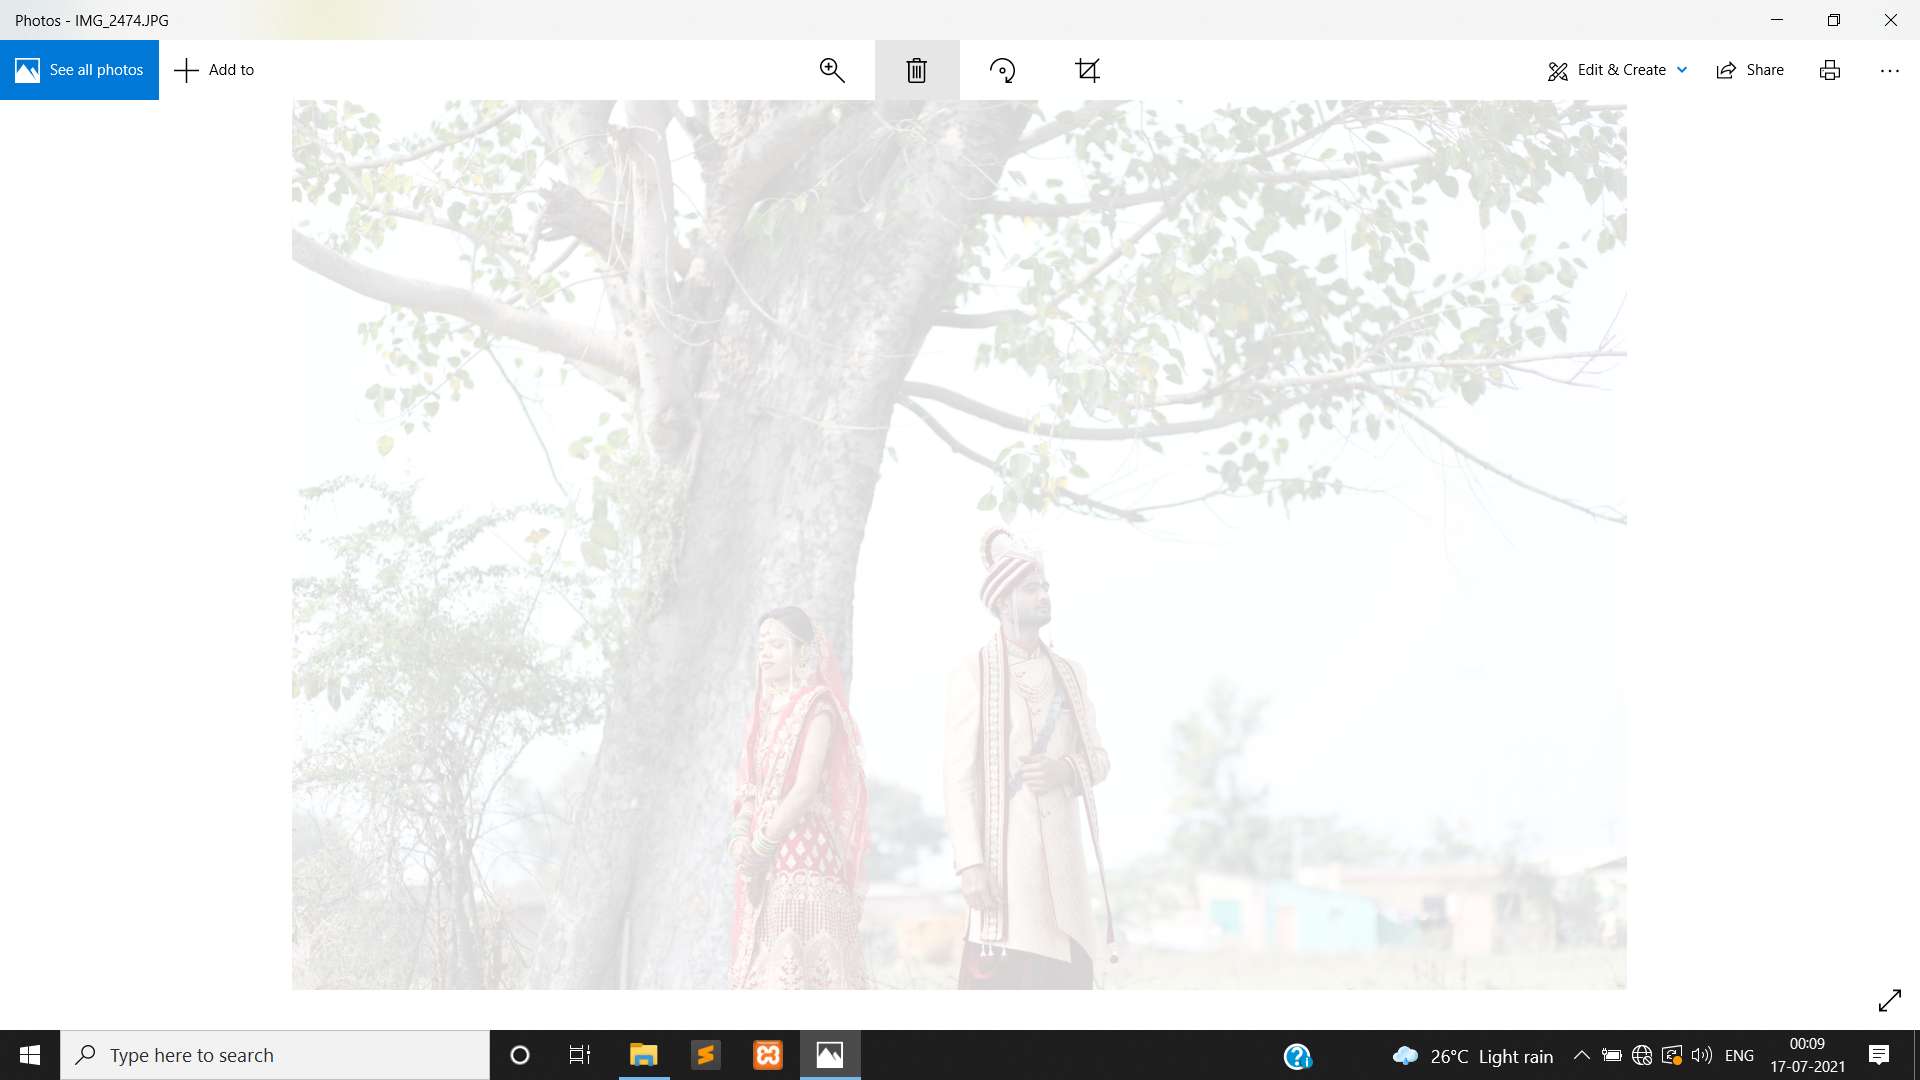 Photos - IMG_2474.JPG
See all photos
Add to
Edit & Create
Share
Type here to search
26°C Light rain
ENG
00:09
17-07-2021